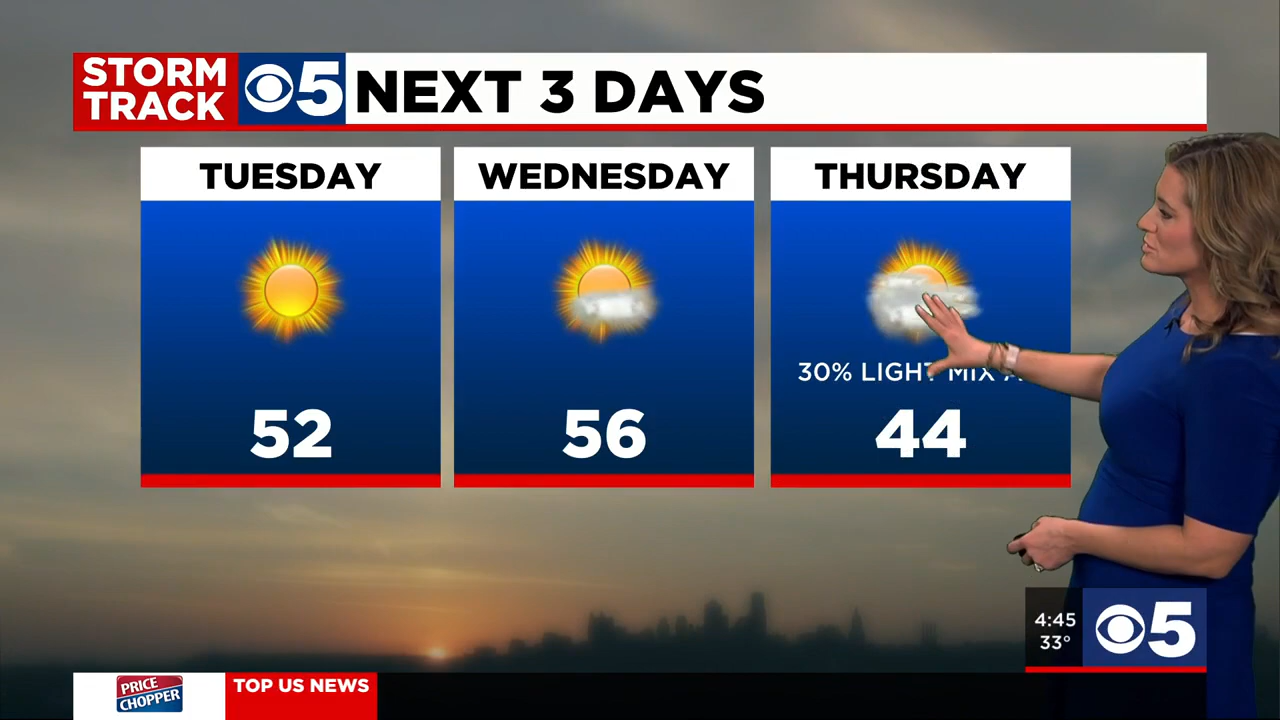 STORM
TRACK
5
NEXT 3 DAYS
TUESDAY
WEDNESDAY
THURSDAY
30% LIGHT MIX
52
56
44
4:45
33°
5
PRICE
CHOPPER
TOP US NEWS